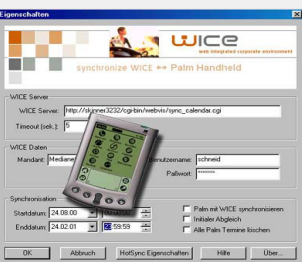 Eigenschaften
wice
web integrated corporate environment
synchronize WICE ↔ Palm Handheld
WICE Server
WICE Server: http://skinner3232/cgi-bin/webvis/sync_calendar.cgi
Timeout (sek.): 5
WICE Daten
Mandant: Mediane
enutzername: schneid
Paßwort: ******
Synchronisation
Startdatum: 24.08.00
Enddatum: 24.02.01 23:59:59
Palm mit WICE synchronisieren
Initialer Abgleich
Alle Palm Termine löschen
OK Abbruch HotSync Eigenschaften Hilfe Über...